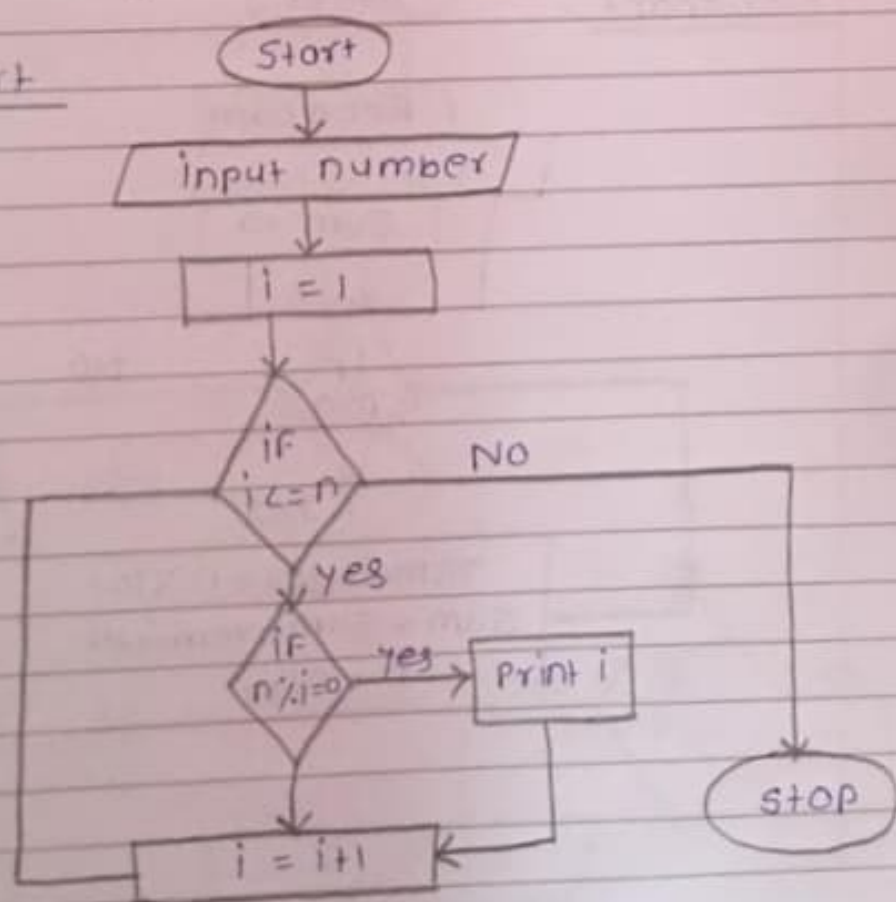 Start
input number
i = 1
if
i <= n
NO
yes
if
n%i=0
yes
Print i
stop
i = i+1